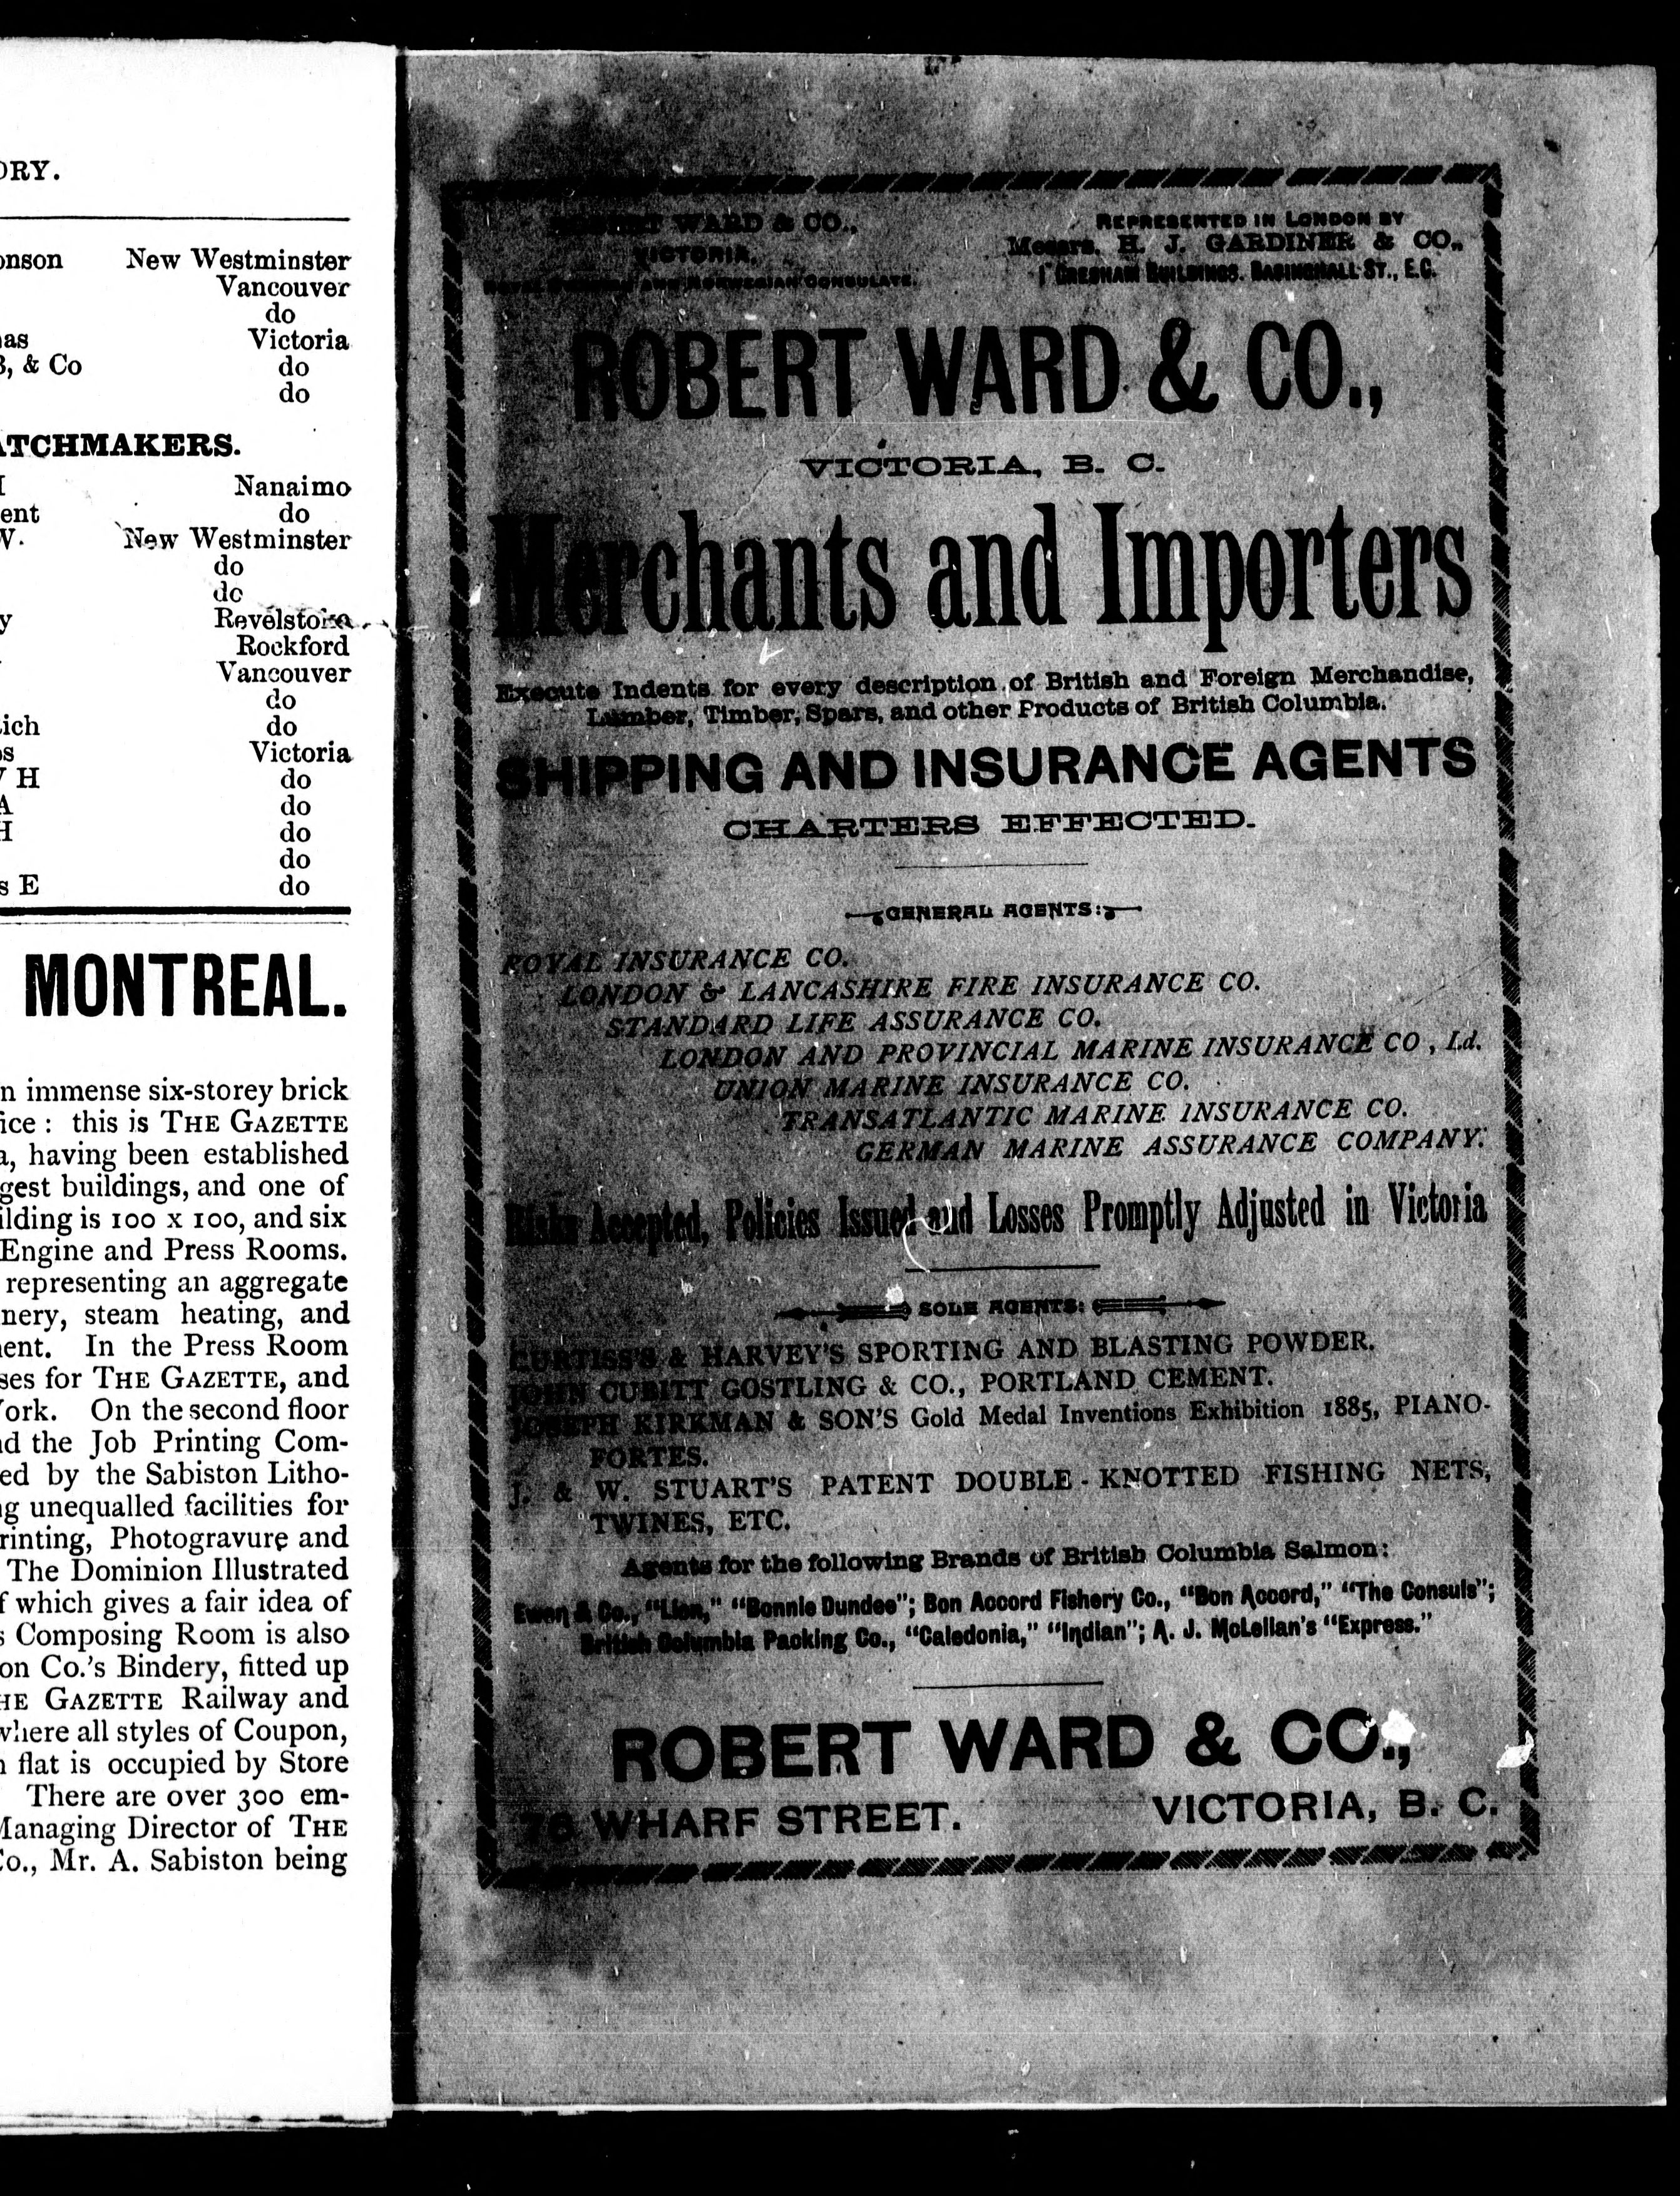 ORY.
onson New Westminster
Vancouver
do
as Victoria
B, & Co do
do
ATCHMAKERS.
Nanaimo
ent do
W. New Westminster
do
do
y Revelstoke
Rockford
Vancouver
do
ich do
s Victoria
H do
A do
H do
do
s E do
MONTREAL.
n immense six-storey brick
ice : this is THE GAZETTE
a, having been established
gest buildings, and one of
ilding is 100 x 100, and six
Engine and Press Rooms.
representing an aggregate
nery, steam heating, and
ent. In the Press Room
ses for THE GAZETTE, and
York. On the second floor
nd the Job Printing Com-
ed by the Sabiston Litho-
ng unequalled facilities for
rinting, Photogravure and
The Dominion Illustrated
f which gives a fair idea of
s Composing Room is also
on Co.'s Bindery, fitted up
HE GAZETTE Railway and
where all styles of Coupon,
flat is occupied by Store
There are over 300 em-
Managing Director of THE
Co., Mr. A. Sabiston being
ROBERT WARD & CO.,
VICTORIA,
ROYAL SWEDISH AND NORWEGIAN CONSULATE.
REPRESENTED IN LONDON BY
Messrs. H. J. GARDINER & CO.,
1 GRESHAM BUILDINGS. BASINGHALL ST., E.C.
ROBERT WARD & CO.,
VICTORIA, B. C.
Merchants and Importers
Execute Indents for every description of British and Foreign Merchandise,
Lumber, Timber, Spars, and other Products of British Columbia.
SHIPPING AND INSURANCE AGENTS
CHARTERS EFFECTED.
GENERAL AGENTS:
ROYAL INSURANCE CO.
LONDON & LANCASHIRE FIRE INSURANCE CO.
STANDARD LIFE ASSURANCE CO.
LONDON AND PROVINCIAL MARINE INSURANCE CO , Ld.
UNION MARINE INSURANCE CO.
TRANSATLANTIC MARINE INSURANCE CO.
GERMAN MARINE ASSURANCE COMPANY.
Risks Accepted, Policies Issued and Losses Promptly Adjusted in Victoria
SOLE AGENTS:
CURTISS'S & HARVEY'S SPORTING AND BLASTING POWDER.
JOHN CUBITT GOSTLING & CO., PORTLAND CEMENT.
JOSEPH KIRKMAN & SON'S Gold Medal Inventions Exhibition 1885, PIANO-
FORTES.
J. & W. STUART'S PATENT DOUBLE-KNOTTED FISHING NETS,
TWINES, ETC.
Agents for the following Brands of British Columbia Salmon:
Ewen & Co., "Lion," "Bonnie Dundee"; Bon Accord Fishery Co., "Bon Accord," "The Consuls";
British Columbia Packing Co., "Caledonia," "Indian"; A. J. McLellan's "Express."
ROBERT WARD & CO.,
76 WHARF STREET. VICTORIA, B. C.